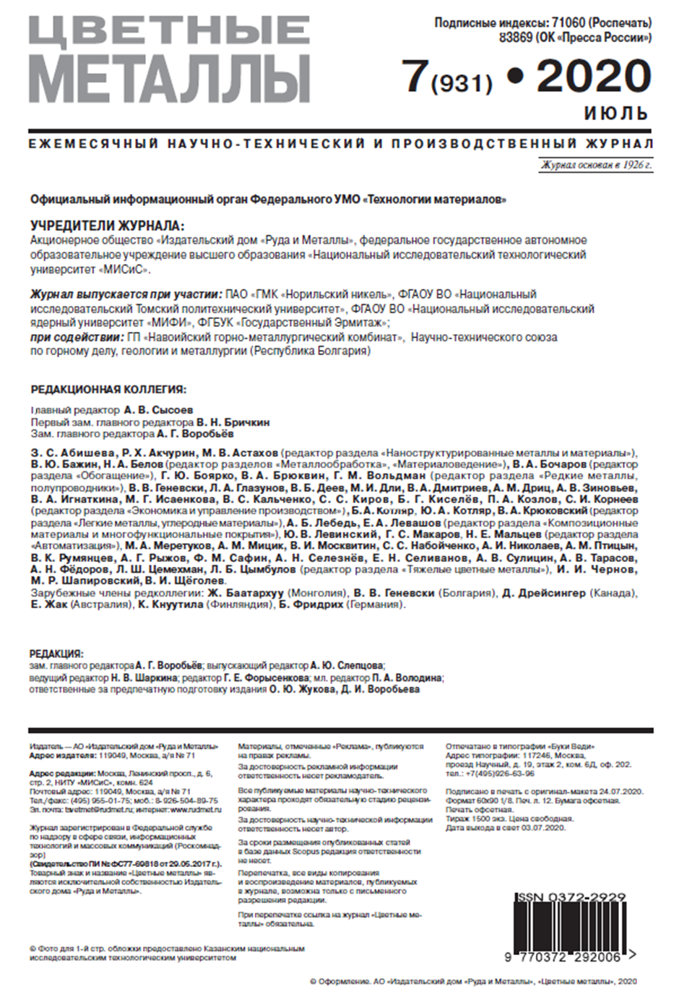 ЦВЕТНЫЕ
МЕТАЛЛЫ
Подписные индексы: 71060 (Роспечать)
83869 (ОК «Пресса России»)
7(931) • 2020
ИЮЛЬ
ЕЖЕМЕСЯЧНЫЙ НАУЧНО-ТЕХНИЧЕСКИЙ И ПРОИЗВОДСТВЕННЫЙ ЖУРНАЛ
Журнал основан в 1926 г.
Официальный информационный орган Федерального УМО «Технологии материалов»
УЧРЕДИТЕЛИ ЖУРНАЛА:
Акционерное общество «Издательский дом «Руда и Металлы», федеральное государственное автономное
образовательное учреждение высшего образования «Национальный исследовательский технологический
университет «МИСиС».
Журнал выпускается при участии: ПАО «ГМК «Норильский никель», ФГАОУ ВО «Национальный
исследовательский Томский политехнический университет», ФГАОУ ВО «Национальный исследовательский
ядерный университет «МИФИ», ФГБУК «Государственный Эрмитаж»;
при содействии: ГП «Навоийский горно-металлургический комбинат», Научно-технического союза
по горному делу, геологии и металлургии (Республика Болгария)
РЕДАКЦИОННАЯ КОЛЛЕГИЯ:
Главный редактор А. В. Сысоев
Первый зам. главного редактора В. Н. Бричкин
Зам. главного редактора А. Г. Воробьёв
З. С. Абишева, Р. Х. Акчурин, М. В. Астахов (редактор раздела «Наноструктурированные металлы и материалы»),
В. Ю. Бажин, Н. А. Белов (редактор разделов «Металлообработка», «Материаловедение»), В. А. Бочаров (редактор
раздела «Обогащение»), Г. Ю. Боярко, В. А. Брюквин, Г. М. Вольдман (редактор раздела «Редкие металлы,
полупроводники»), В. В. Геневски, Л. А. Глазунов, В. Б. Деев, М. И. Дли, В. А. Дмитриев, А. М. Дриц, А. В. Зиновьев,
В. А. Игнаткина, М. Г. Исаенкова, В. С. Кальченко, С. С. Киров, Б. Г. Киселёв, П. А. Козлов, С. И. Корнеев
(редактор раздела «Экономика и управление производством»), Б. А. Котляр, Ю. А. Котляр, В. А. Крюковский (редактор
раздела «Легкие металлы, углеродные материалы»), А. Б. Лебедь, Е. А. Левашов (редактор раздела «Композиционные
материалы и многофункциональные покрытия»), Ю. В. Левинский, Г. С. Макаров, Н. Е. Мальцев (редактор раздела
«Автоматизация»), М. А. Меретуков, А. М. Мицик, В. И. Москвитин, С. С. Набойченко, А. И. Николаев, А. М. Птицын,
В. К. Румянцев, А. Г. Рыжов, Ф. М. Сафин, А. Н. Селезнёв, Е. Н. Селиванов, А. В. Сулицин, А. В. Тарасов,
А. Н. Фёдоров, Л. Ш. Цемехман, Л. Б. Цымбулов (редактор раздела «Тяжелые цветные металлы»), И. И. Чернов,
М. Р. Шапировский, В. И. Щёголев.
Зарубежные члены редколлегии: Ж. Баатархуу (Монголия), В. В. Геневски (Болгария), Д. Дрейсингер (Канада),
Е. Жак (Австралия), К. Кнуутила (Финляндия), Б. Фридрих (Германия).
РЕДАКЦИЯ:
зам. главного редактора А. Г. Воробьёв; выпускающий редактор А. Ю. Слепцова;
ведущий редактор Н. В. Шаркина; редактор Г. Е. Форысенкова; мл. редактор П. А. Володина;
ответственные за предпечатную подготовку издания О. Ю. Жукова, Д. И. Воробьева
Издатель — АО «Издательский дом «Руда и Металлы»
Адрес издателя: 119049, Москва, а/я № 71
Адрес редакции: Москва, Ленинский просп., д. 6,
стр. 2, НИТУ «МИСиС», комн. 624
Почтовый адрес: 119049, Москва, а/я № 71
Тел./факс: (495) 955-01-75; моб.: 8-926-504-89-75
Эл. почта: tsvetmet@rudmet.ru; интернет: www.rudmet.ru
Журнал зарегистрирован в Федеральной службе
по надзору в сфере связи, информационных
технологий и массовых коммуникаций (Роскомнад-
зор)
(Свидетельство ПИ № ФС77-69818 от 29.05.2017 г.).
Товарный знак и название «Цветные металлы» яв-
ляются исключительной собственностью Издатель-
ского дома «Руда и Металлы».
Материалы, отмеченные «Реклама», публикуются
на правах рекламы.
За достоверность рекламной информации
ответственность несет рекламодатель.
Все публикуемые материалы научно-технического
характера проходят обязательную стадию рецензи-
рования.
За достоверность научно-технической информации
ответственность несет автор.
За сроки размещения опубликованных статей
в базе данных Scopus редакция ответственности
не несет.
Перепечатка, все виды копирования
и воспроизведение материалов, публикуемых
в журнале, возможна только с письменного
разрешения редакции.
При перепечатке ссылка на журнал «Цветные ме-
таллы» обязательна.
Отпечатано в типографии «Буки Веди»
Адрес типографии: 117246, Москва,
проезд Научный, д. 19, этаж 2, ком. 6Д, оф. 202.
тел.: +7(495)926-63-96
Подписано в печать с оригинал-макета 24.07.2020.
Формат 60х90 1/8. Печ. л. 12. Бумага офсетная.
Печать офсетная.
Тираж 1500 экз. Цена свободная.
Дата выхода в свет 03.07.2020.
ISSN 0372-2929
9 770372 292006 >
© Фото для 1-й стр. обложки предоставлено Казанским национальным
исследовательским технологическим университетом
© Оформление. АО «Издательский дом «Руда и Металлы», «Цветные металлы», 2020